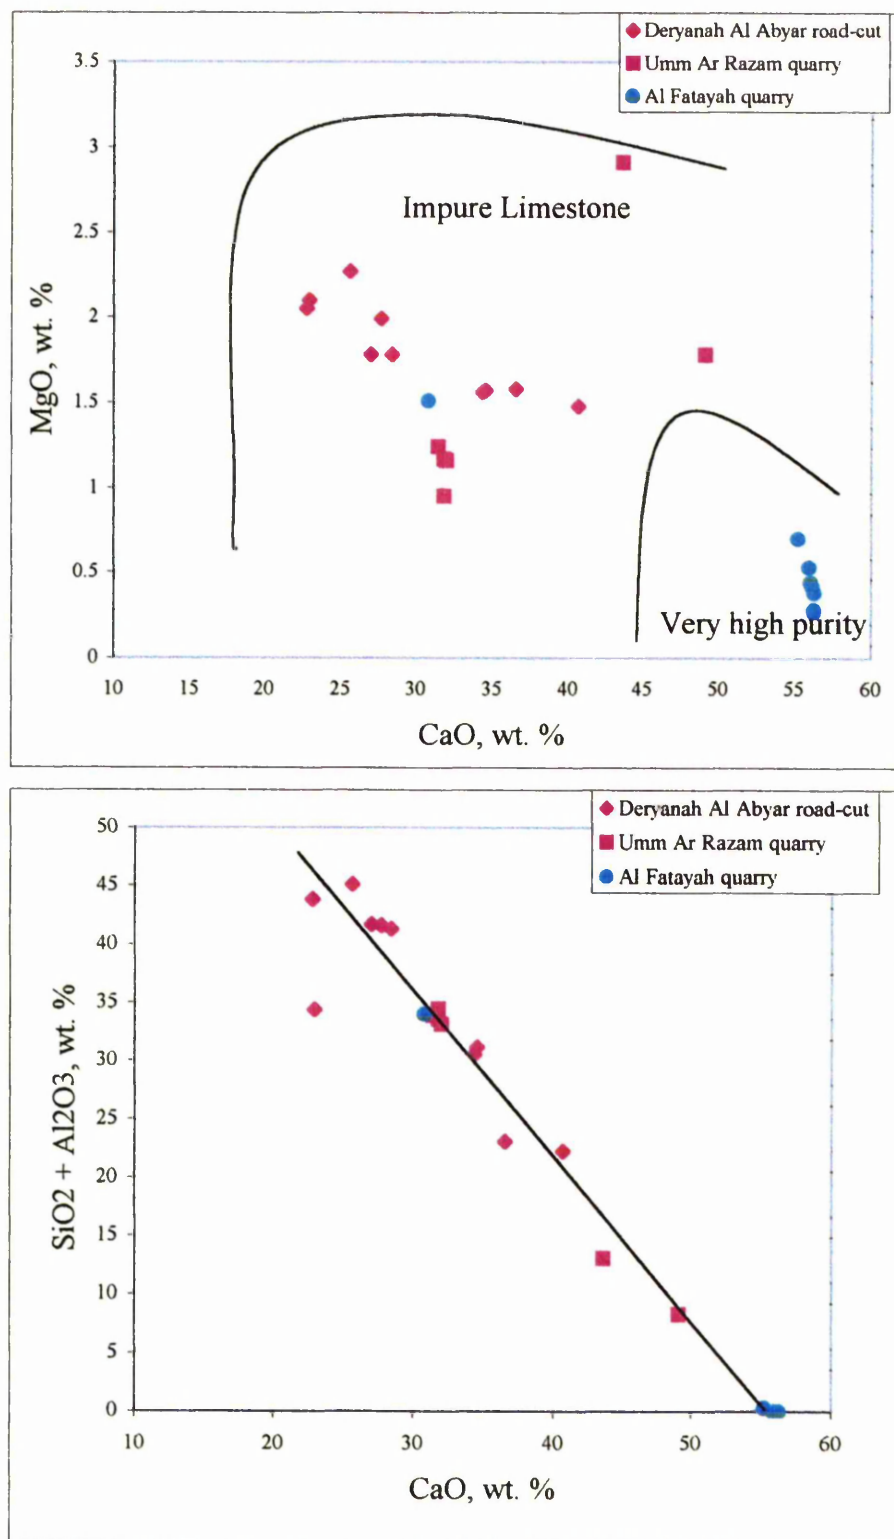 Deryanah Al Abyar road-cut
Umm Ar Razam quarry
Al Fatayah quarry
3.5
3
2.5
2
1.5
1
0.5
0
MgO, wt. %
Impure Limestone
Very high purity
10 15 20 25 30 35 40 45 50 55 60
CaO, wt. %
Deryanah Al Abyar road-cut
Umm Ar Razam quarry
Al Fatayah quarry
50
45
40
35
30
25
20
15
10
5
0
SiO2 + Al2O3, wt. %
10 20 30 40 50 60
CaO, wt. %